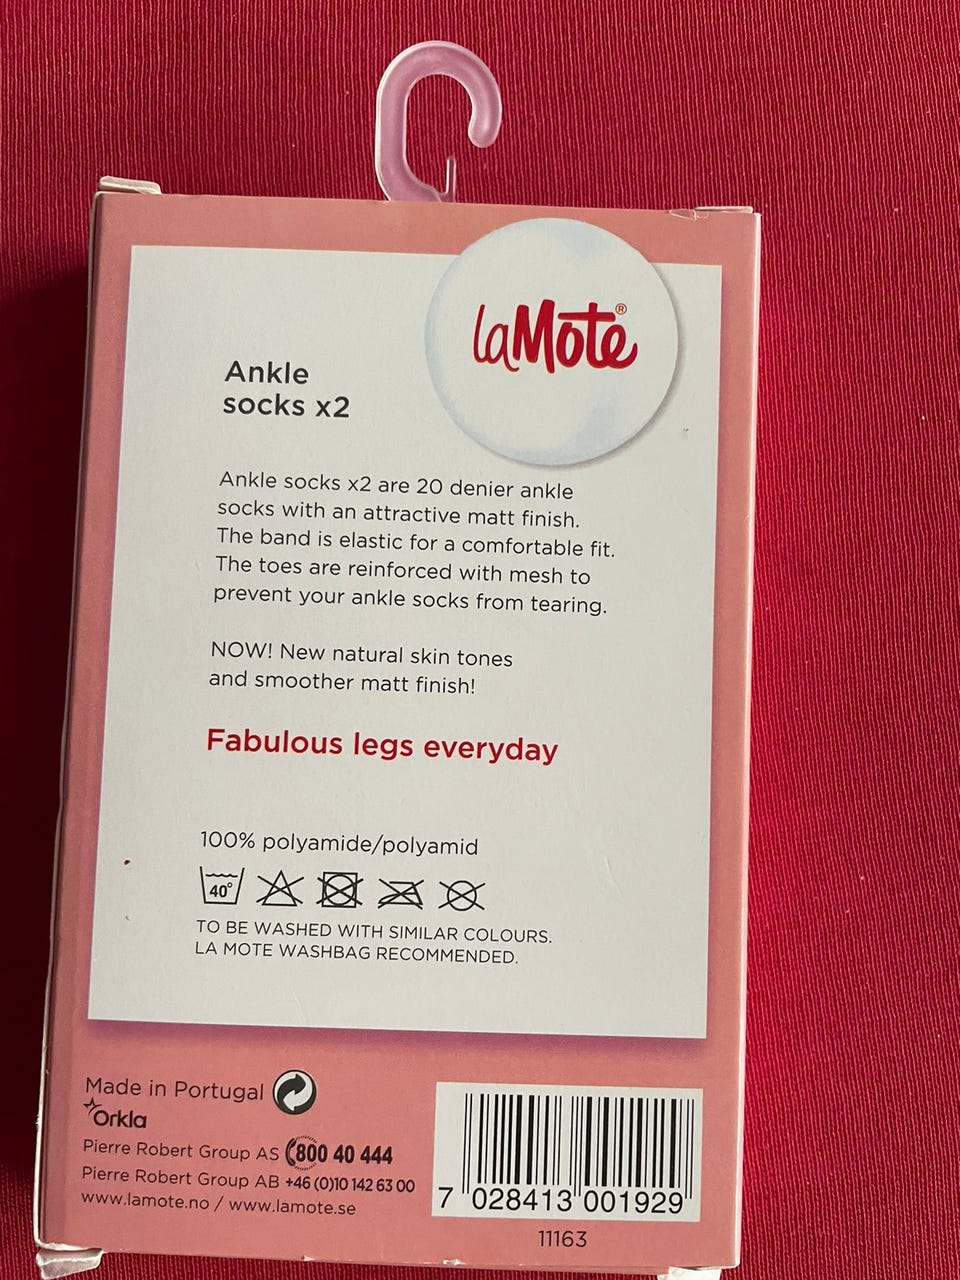 laMote®
Ankle
socks x2
Ankle socks x2 are 20 denier ankle
socks with an attractive matt finish.
The band is elastic for a comfortable fit.
The toes are reinforced with mesh to
prevent your ankle socks from tearing.
NOW! New natural skin tones
and smoother matt finish!
Fabulous legs everyday
100% polyamide/polyamid
40°
TO BE WASHED WITH SIMILAR COLOURS.
LA MOTE WASHBAG RECOMMENDED.
Made in Portugal
Orkla
Pierre Robert Group AS 800 40 444
Pierre Robert Group AB +46 (0)10 142 63 00
www.lamote.no / www.lamote.se
7 028413 001929
11163